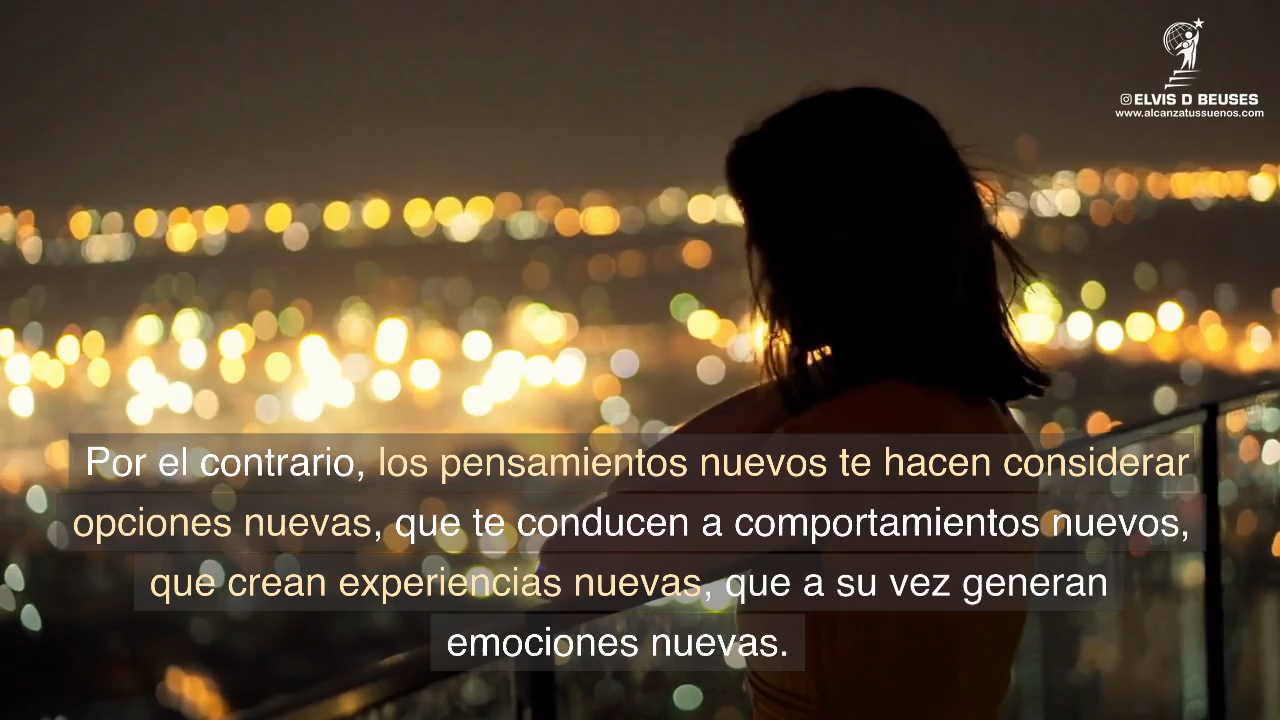 ELVIS D BEUSES
www.alcanzatussuenos.com
Por el contrario, los pensamientos nuevos te hacen considerar
opciones nuevas, que te conducen a comportamientos nuevos,
que crean experiencias nuevas, que a su vez generan
emociones nuevas.